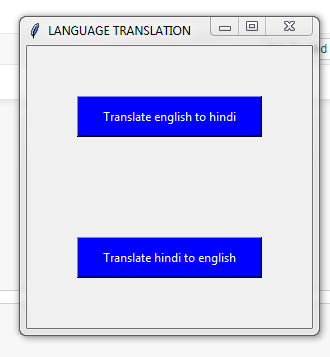 LANGUAGE TRANSLATION
Translate english to hindi
Translate hindi to english